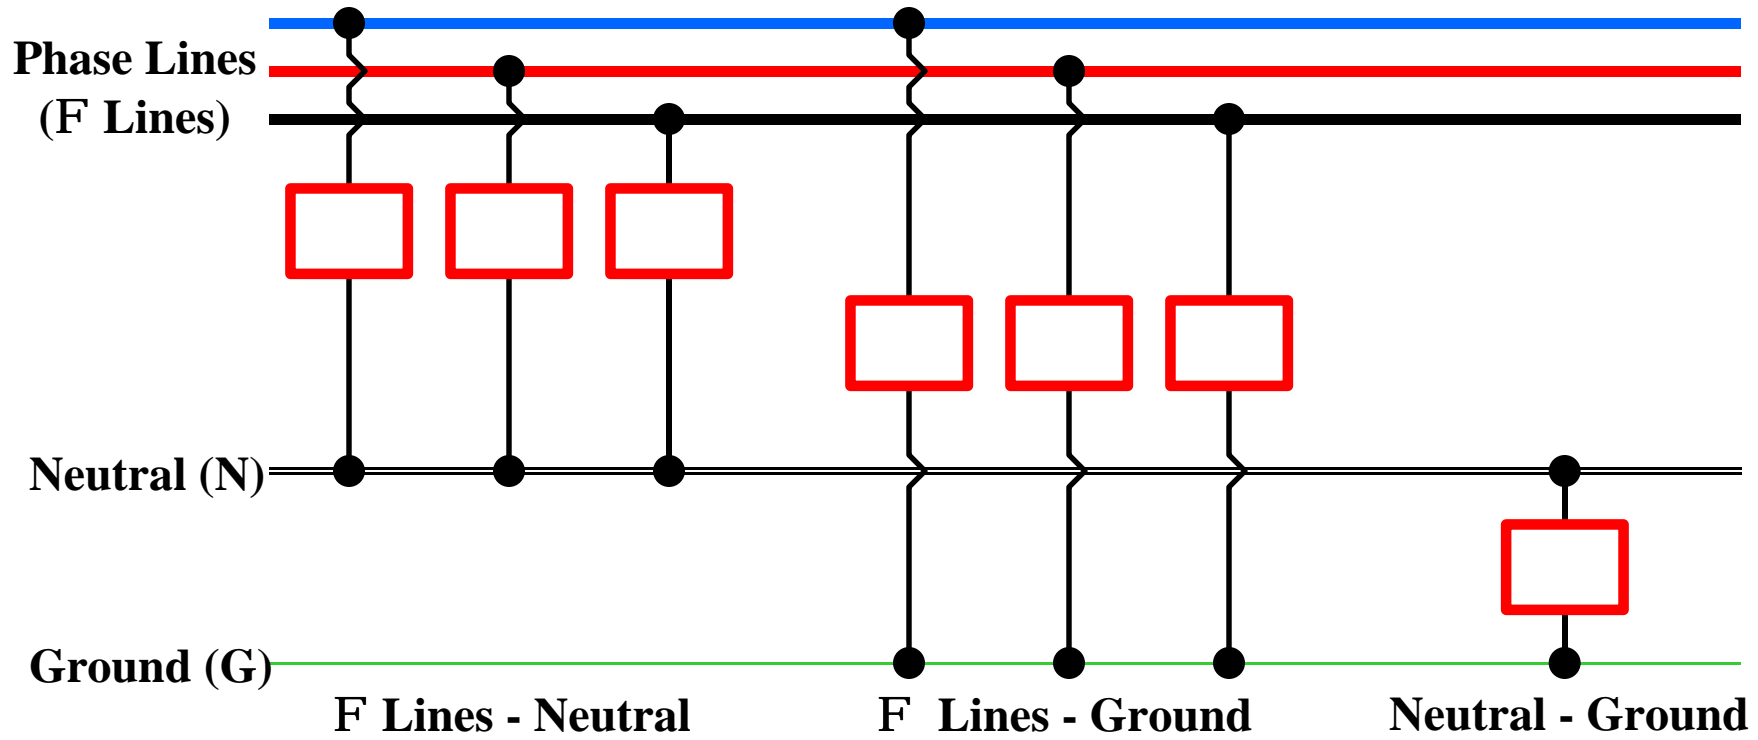 Phase Lines
(F Lines)
Neutral (N)
Ground (G)
F Lines - Neutral
F Lines - Ground
Neutral - Ground